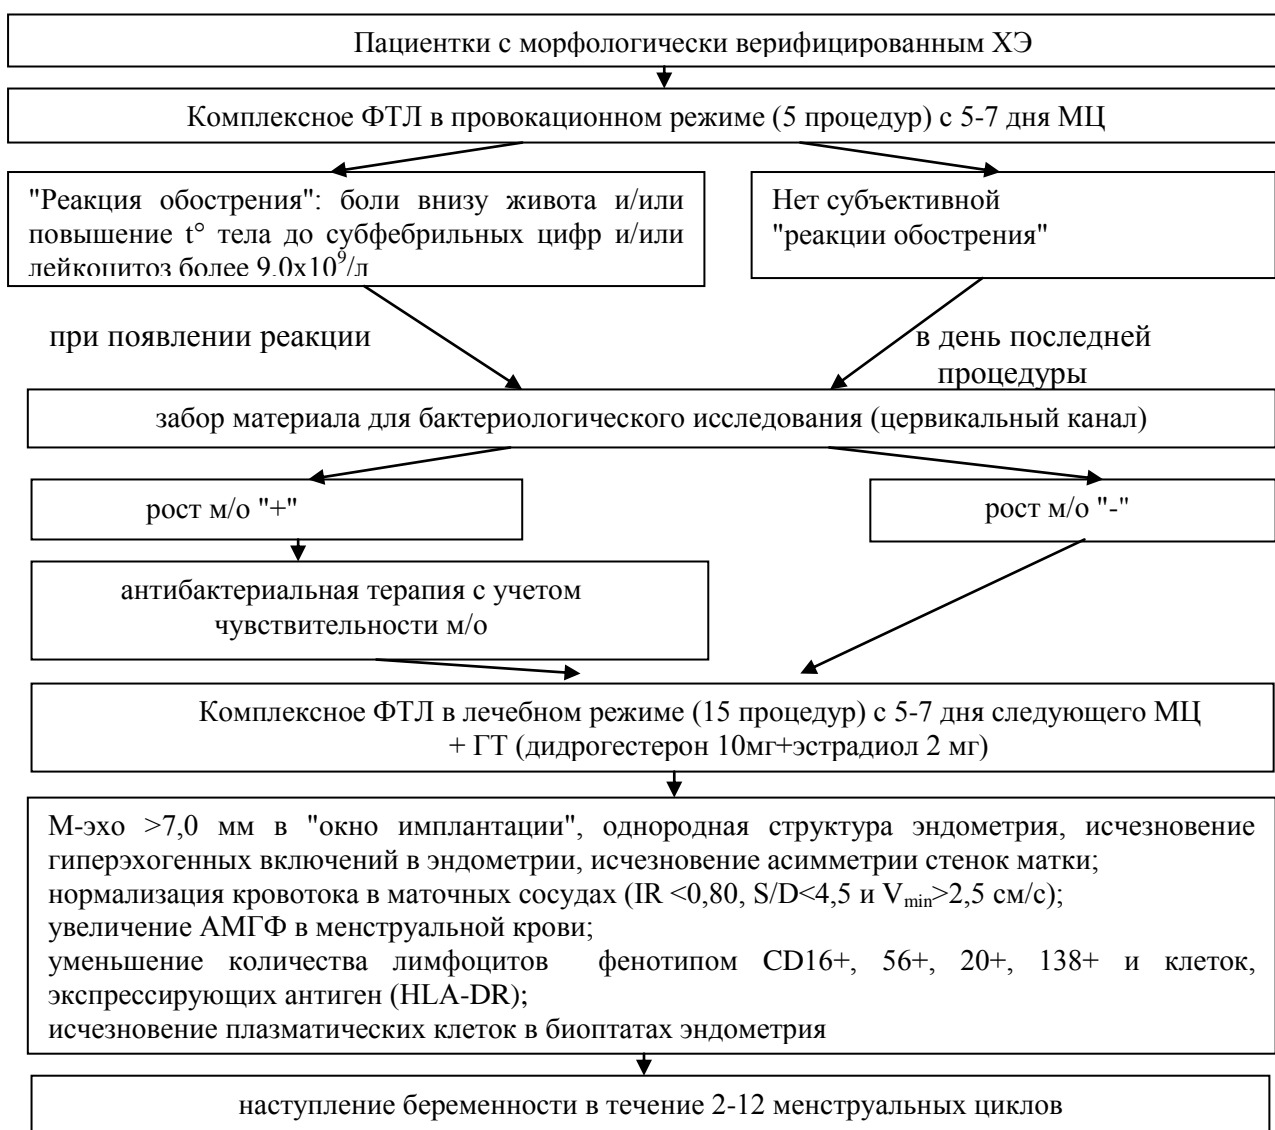 Пациентки с морфологически верифицированным ХЭ
Комплексное ФТЛ в провокационном режиме (5 процедур) с 5-7 дня МЦ
"Реакция обострения": боли внизу живота и/или
повышение t° тела до субфебрильных цифр и/или
лейкоцитоз более 9.0х10⁹/л
Нет субъективной
"реакции обострения"
при появлении реакции
в день последней
процедуры
забор материала для бактериологического исследования (цервикальный канал)
рост м/о "+"
рост м/о "-"
антибактериальная терапия с учетом
чувствительности м/о
Комплексное ФТЛ в лечебном режиме (15 процедур) с 5-7 дня следующего МЦ
+ ГТ (дидрогестерон 10мг+эстрадиол 2 мг)
М-эхо >7,0 мм в "окно имплантации", однородная структура эндометрия, исчезновение
гиперэхогенных включений в эндометрии, исчезновение асимметрии стенок матки;
нормализация кровотока в маточных сосудах (IR <0,80, S/D<4,5 и Vmin>2,5 см/с);
увеличение АМГФ в менструальной крови;
уменьшение количества лимфоцитов фенотипом CD16+, 56+, 20+, 138+ и клеток,
экспрессирующих антиген (HLA-DR);
исчезновение плазматических клеток в биоптатах эндометрия
наступление беременности в течение 2-12 менструальных циклов